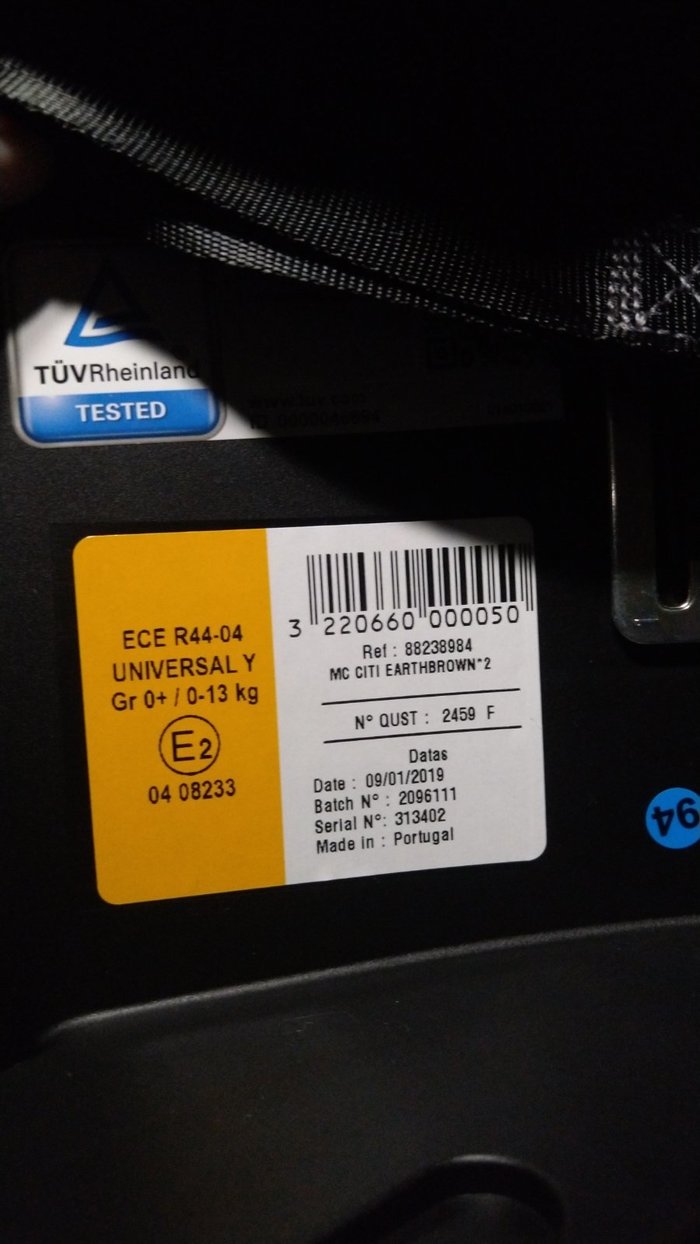 TÜVRheinland
TESTED
ECE R44-04
UNIVERSAL Y
Gr 0+ / 0-13 kg
E2
04 08233
3 220660 000050
Ref : 88238984
MC CITI EARTHBROWN*2
N° QUST : 2459 F
Datas
Date : 09/01/2019
Batch N° : 2096111
Serial N°: 313402
Made in : Portugal
94